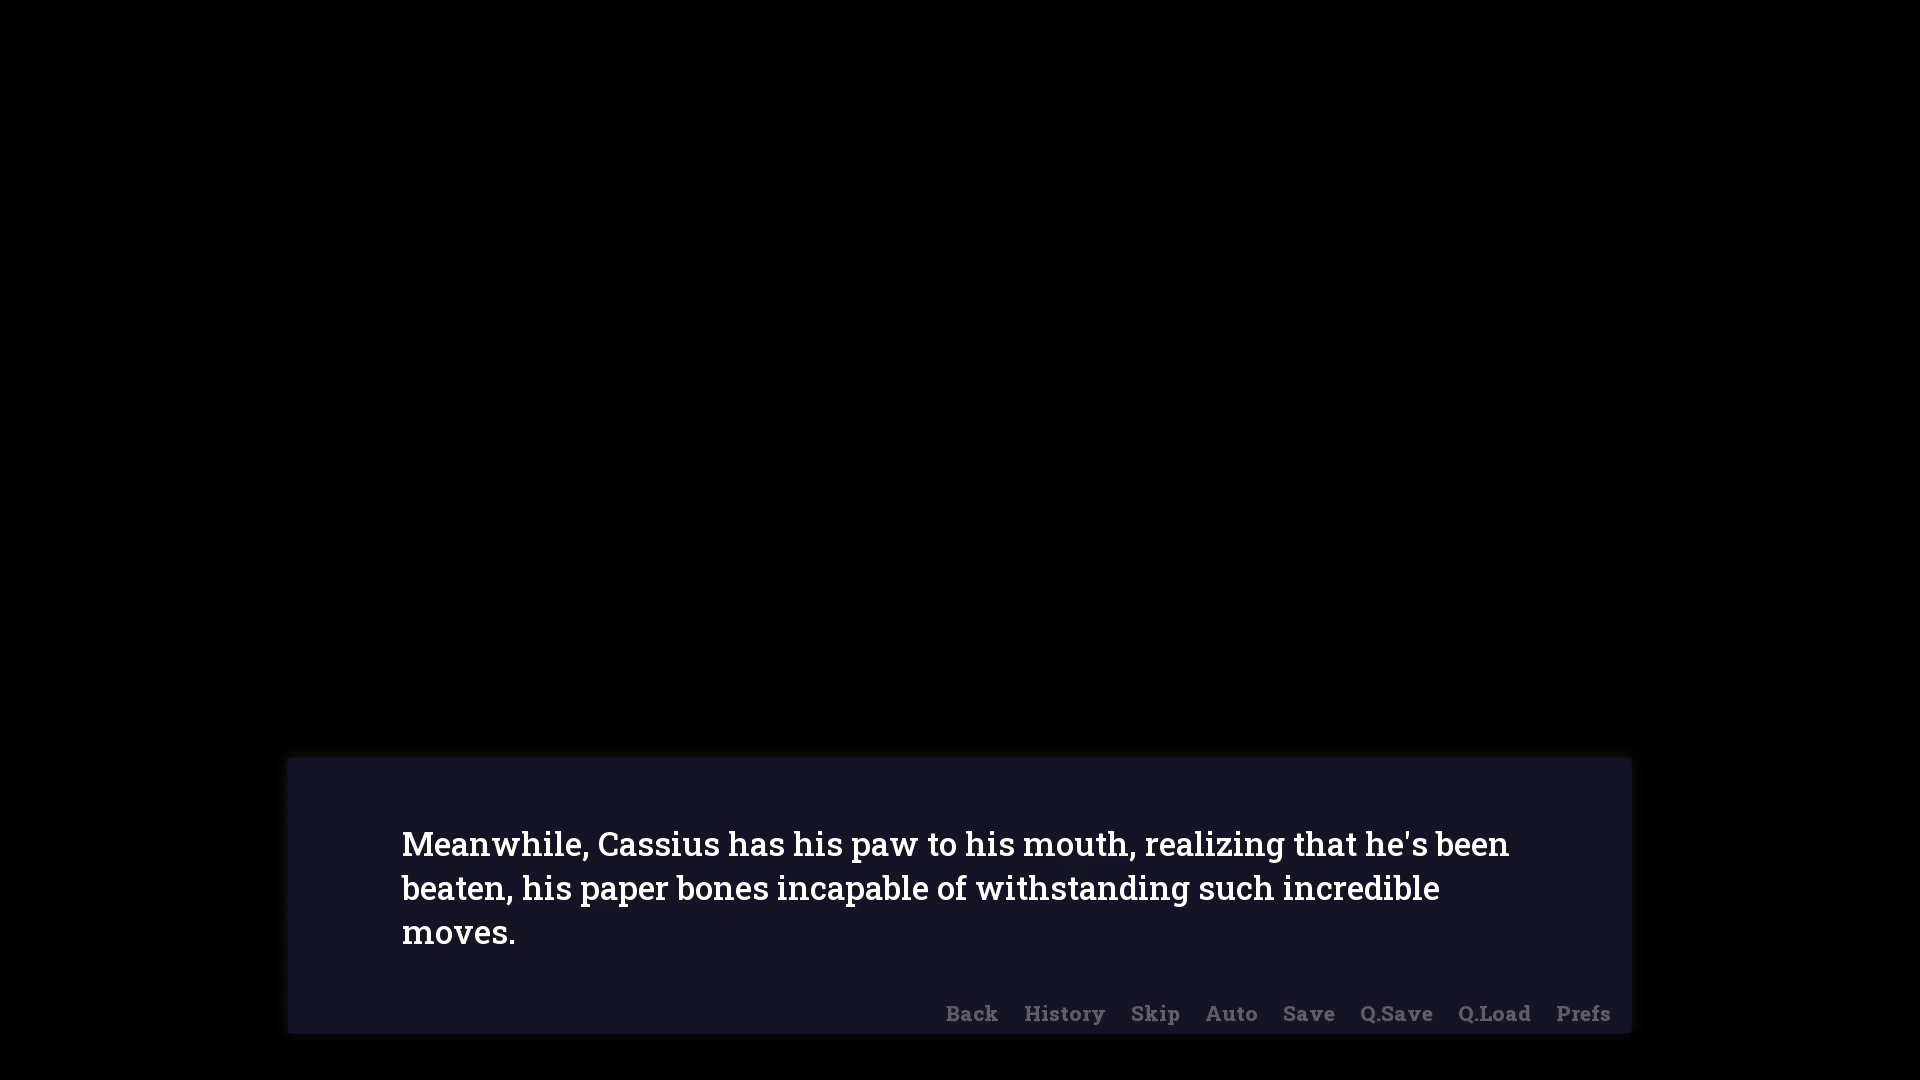 Meanwhile, Cassius has his paw to his mouth, realizing that he's been
beaten, his paper bones incapable of withstanding such incredible
moves.
Back History Skip Auto Save Q.Save Q.Load Prefs